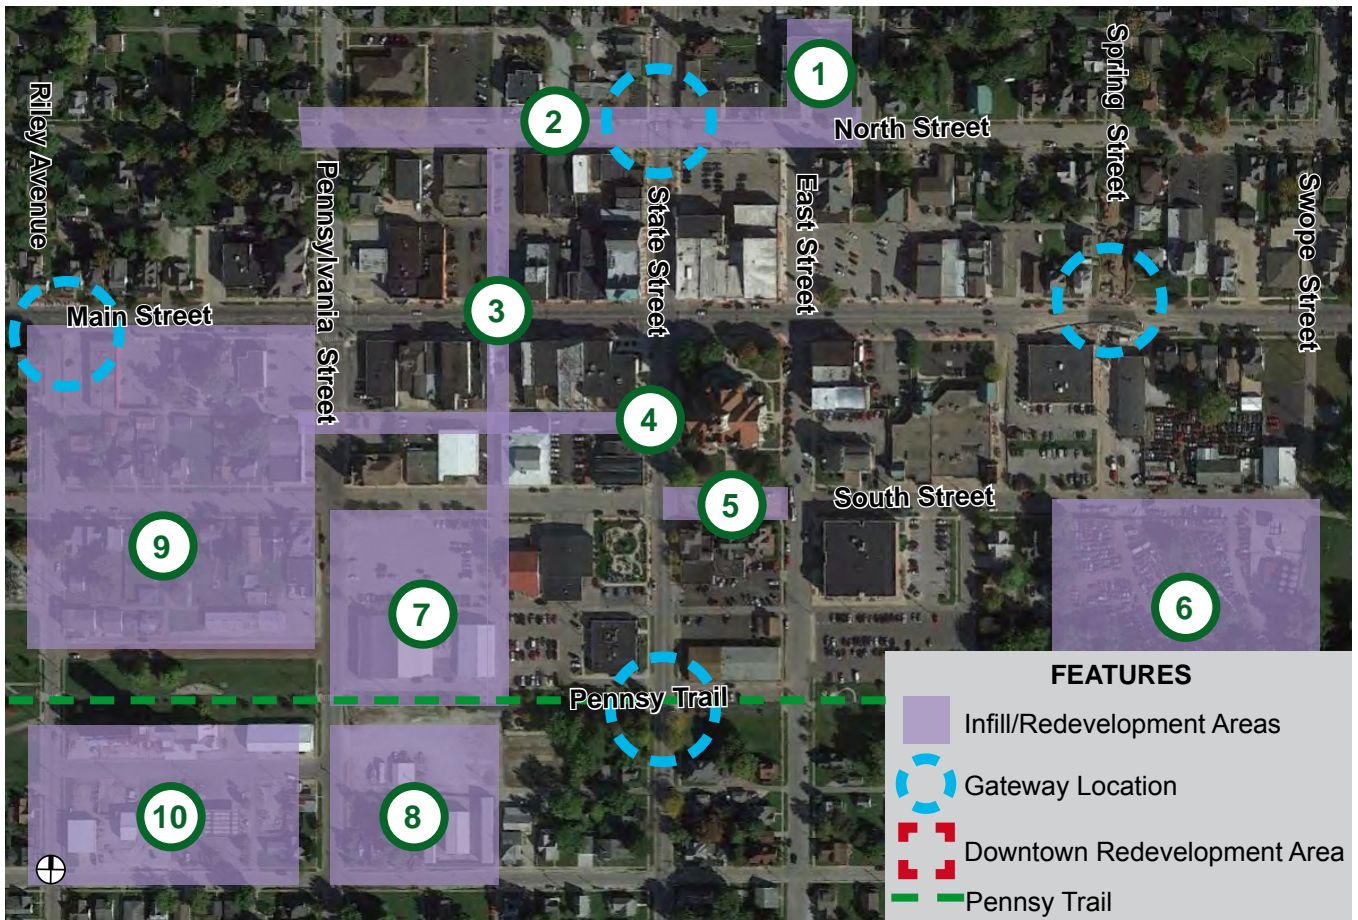 1
2
North Street
Spring Street
Riley Avenue
Pennsylvania Street
State Street
East Street
Swope Street
3
Main Street
4
5
South Street
9
7
6
Pennsy Trail
10
8
FEATURES
Infill/Redevelopment Areas
Gateway Location
Downtown Redevelopment Area
Pennsy Trail